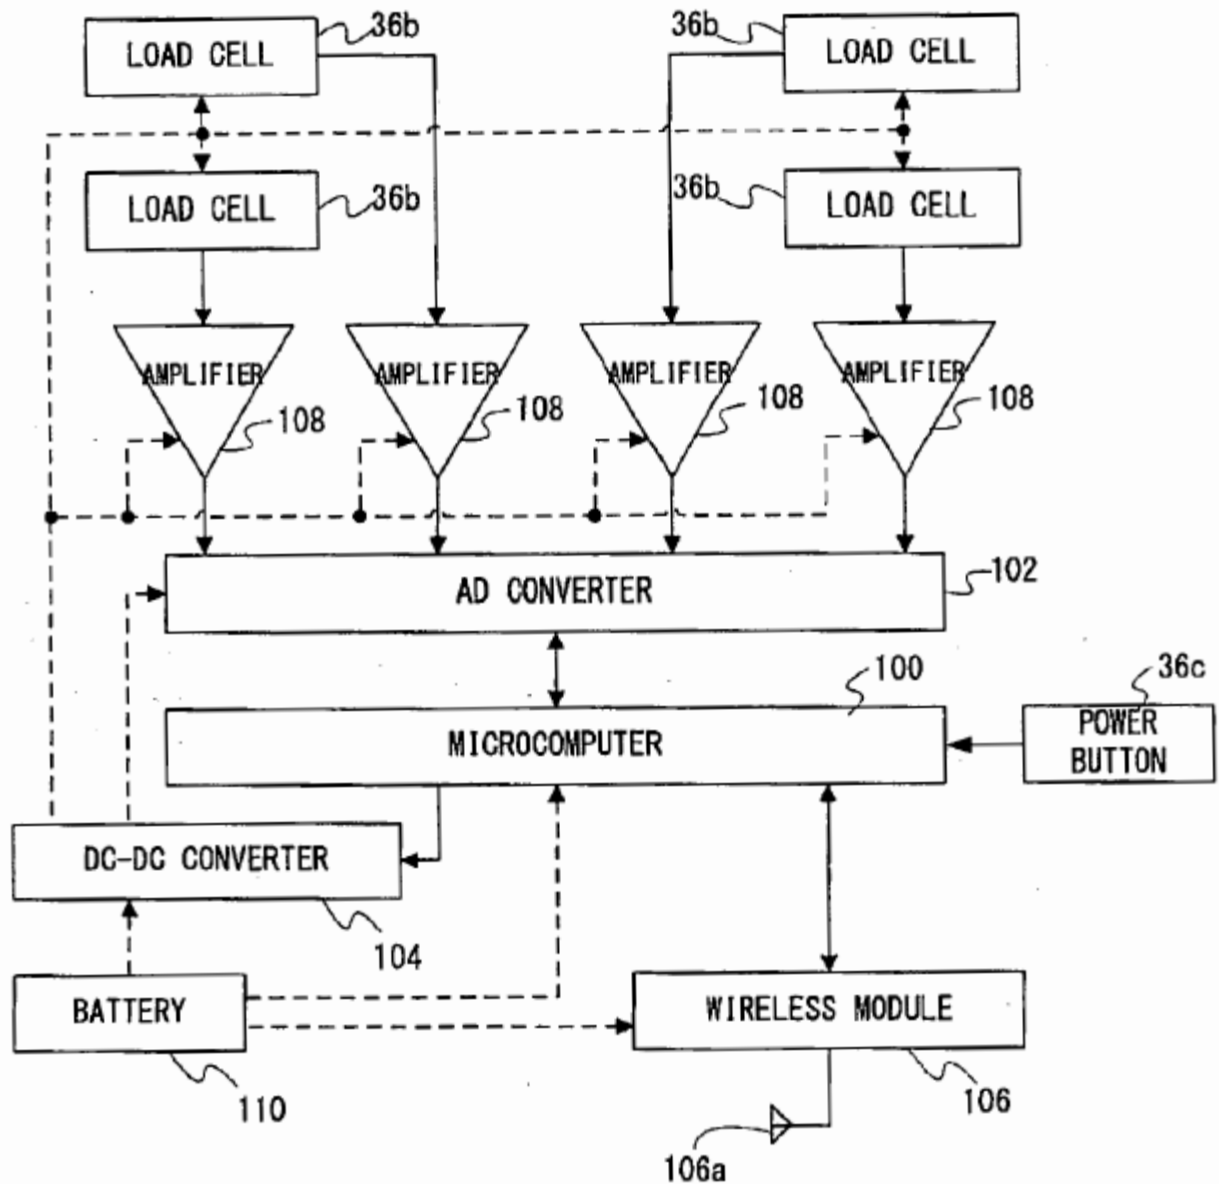 36b
36b
LOAD CELL
LOAD CELL
36b
36b
LOAD CELL
LOAD CELL
AMPLIFIER
AMPLIFIER
AMPLIFIER
AMPLIFIER
108
108
108
108
AD CONVERTER
102
100
36c
MICROCOMPUTER
POWER
BUTTON
DC-DC CONVERTER
104
BATTERY
WIRELESS MODULE
110
106
106a